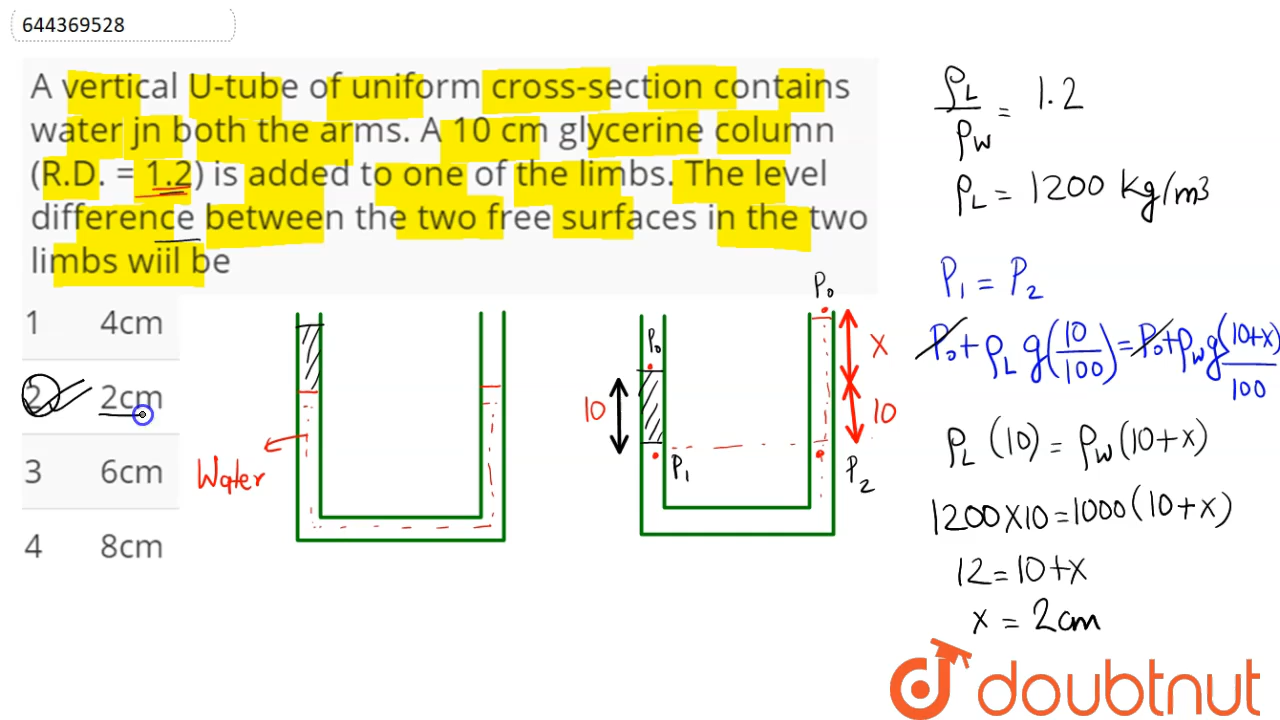 644369528
A vertical U-tube of uniform cross-section contains
water jn both the arms. A 10 cm glycerine column
(R.D. = 1.2) is added to one of the limbs. The level
difference between the two free surfaces in the two
limbs wiil be
1 4cm
2 2cm
3 6cm
4 8cm
Water
P₀
10
P₁
P₀
x
10
P₂
ρL/ρW = 1.2
ρL = 1200 kg/m³
P₁ = P₂
P₀ + ρL g(10/100) = P₀ + ρw g(10+x)/100
ρL (10) = ρW (10+x)
1200 X 10 = 1000 (10+x)
12 = 10+x
x = 2cm
doubtnut